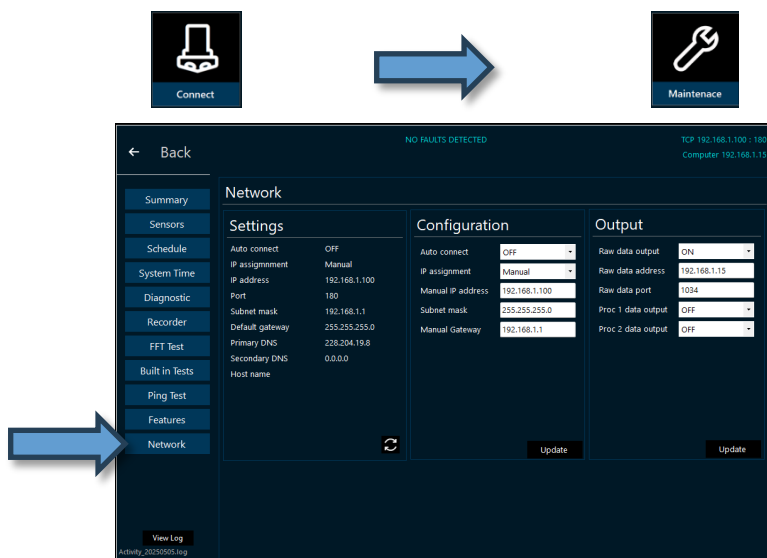 Connect
Maintenace
NO FAULTS DETECTED
TCP 192.168.1.100 : 180
← Back
Computer 192.168.1.15
Summary
Sensors
Schedule
System Time
Diagnostic
Recorder
FFT Test
Built in Tests
Ping Test
Features
Network
View Log
Activity_20250505.log
Network
Settings
Auto connect OFF
IP assigmnment Manual
IP address 192.168.1.100
Port 180
Subnet mask 192.168.1.1
Default gateway 255.255.255.0
Primary DNS 228.204.19.8
Secondary DNS 0.0.0.0
Host name
Configuration
Auto connect OFF
IP assignment Manual
Manual IP address 192.168.1.100
Subnet mask 255.255.255.0
Manual Gateway 192.168.1.1
Update
Output
Raw data output ON
Raw data address 192.168.1.15
Raw data port 1034
Proc 1 data output OFF
Proc 2 data output OFF
Update